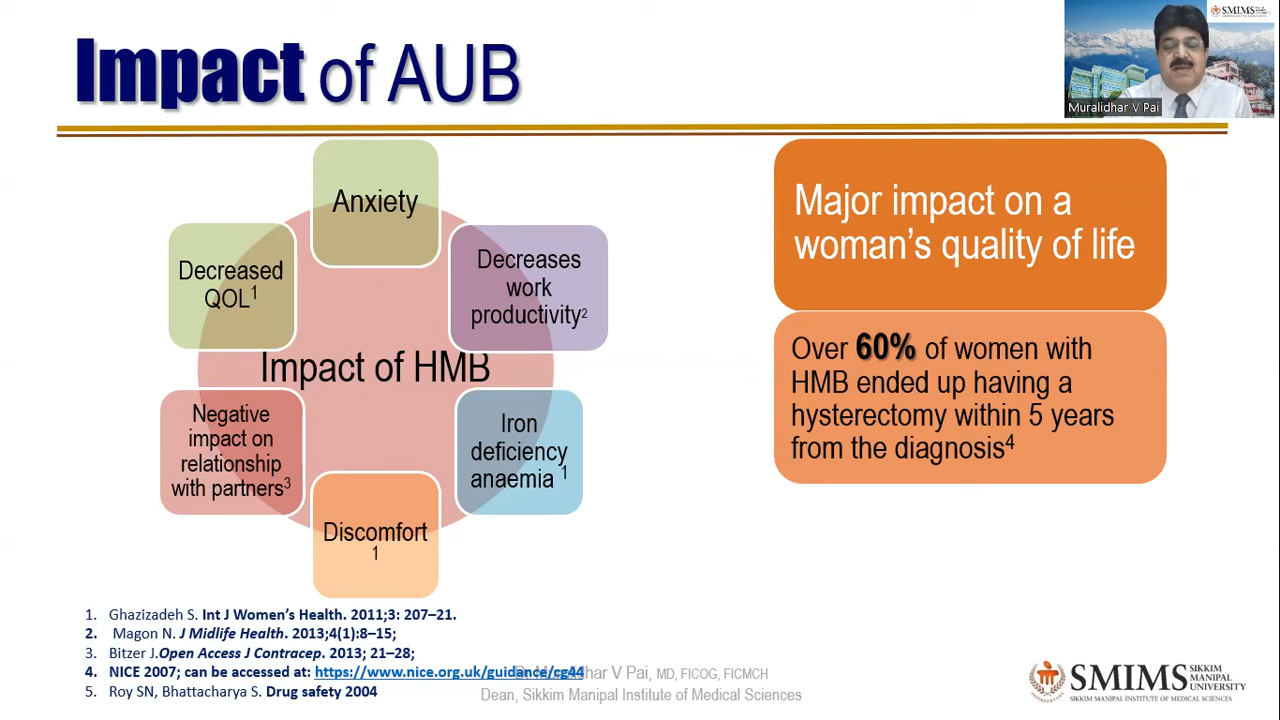 Impact of AUB
SMIMS
Muralidhar V Pai
Anxiety
Decreased
QOL1
Decreases
work
productivity2
Impact of HMB
Negative
impact on
relationship
with partners3
Iron
deficiency
anaemia 1
Discomfort
1
Major impact on a
woman's quality of life
Over 60% of women with
HMB ended up having a
hysterectomy within 5 years
from the diagnosis4
1. Ghazizadeh S. Int J Women's Health. 2011;3: 207–21.
2. Magon N. J Midlife Health. 2013;4(1):8–15;
3. Bitzer J.Open Access J Contracep. 2013; 21–28;
4. NICE 2007; can be accessed at: https://www.nice.org.uk/guidance/cg44
5. Roy SN, Bhattacharya S. Drug safety 2004
Muralidhar V Pai, MD, FICOG, FICMCH
Dean, Sikkim Manipal Institute of Medical Sciences
SMIMS
SIKKIM
MANIPAL
UNIVERSITY
SIKKIM MANIPAL INSTITUTE OF MEDICAL SCIENCES